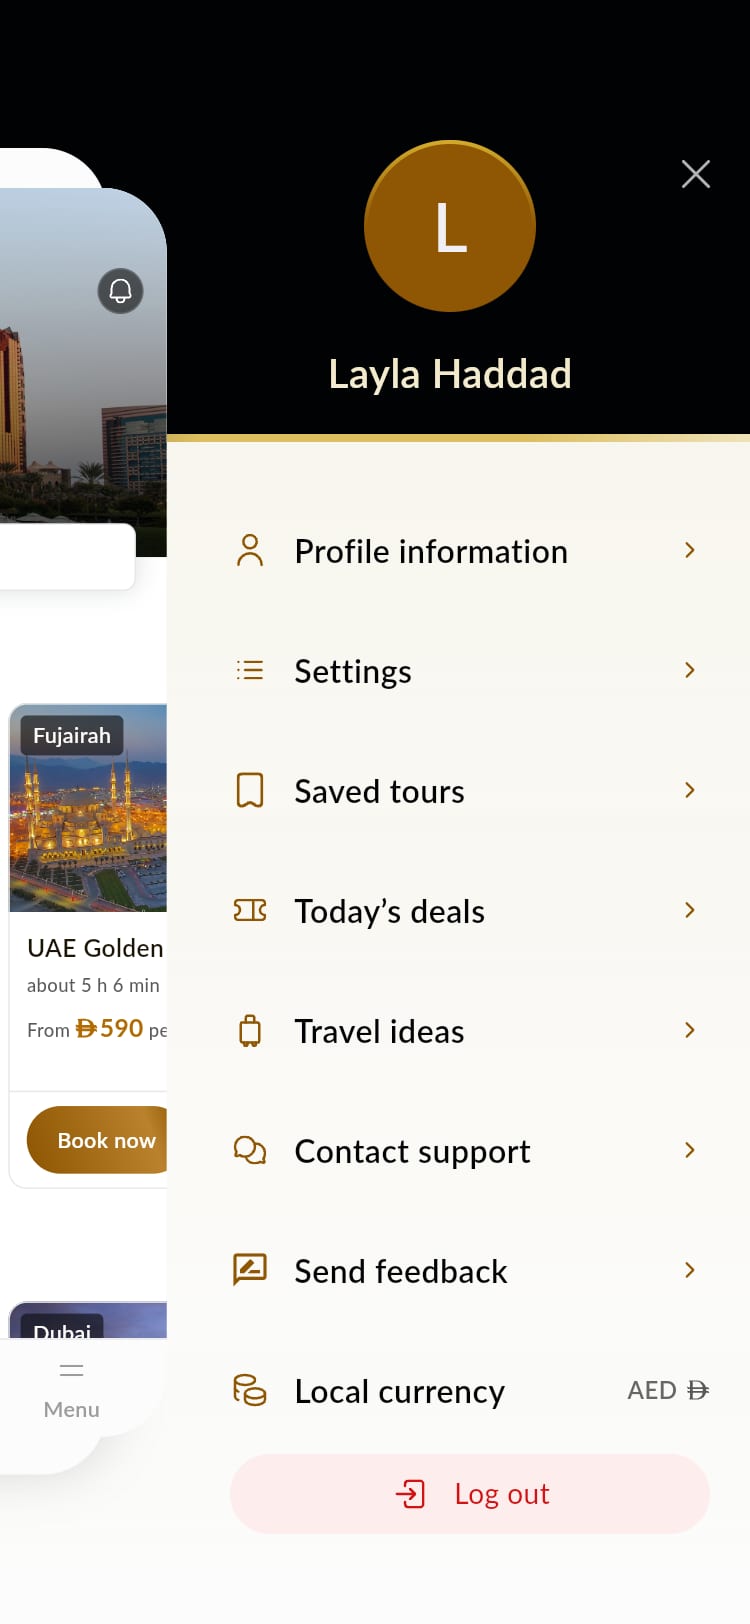 L
Layla Haddad
Profile information
Settings
Saved tours
Today’s deals
Travel ideas
Contact support
Send feedback
Local currency
AED
Log out
Fujairah
UAE Golden
about 5 h 6 min
From 590 pe
Book now
Dubai
Menu